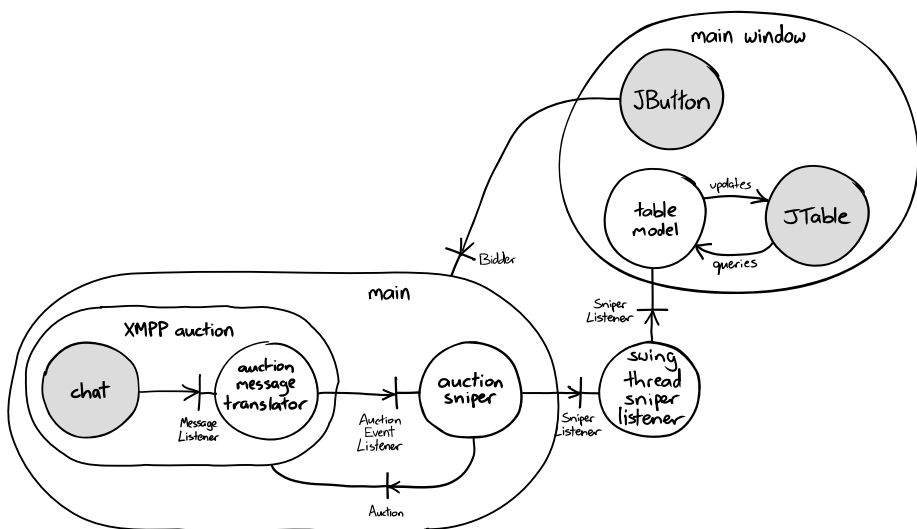 main window
JButton
table
model
updates
JTable
queries
Bidder
Sniper
Listener
main
XMPP auction
chat
Message
Listener
auction
message
translator
Auction
Event
Listener
auction
sniper
Sniper
Listener
swing
thread
sniper
listener
Auction